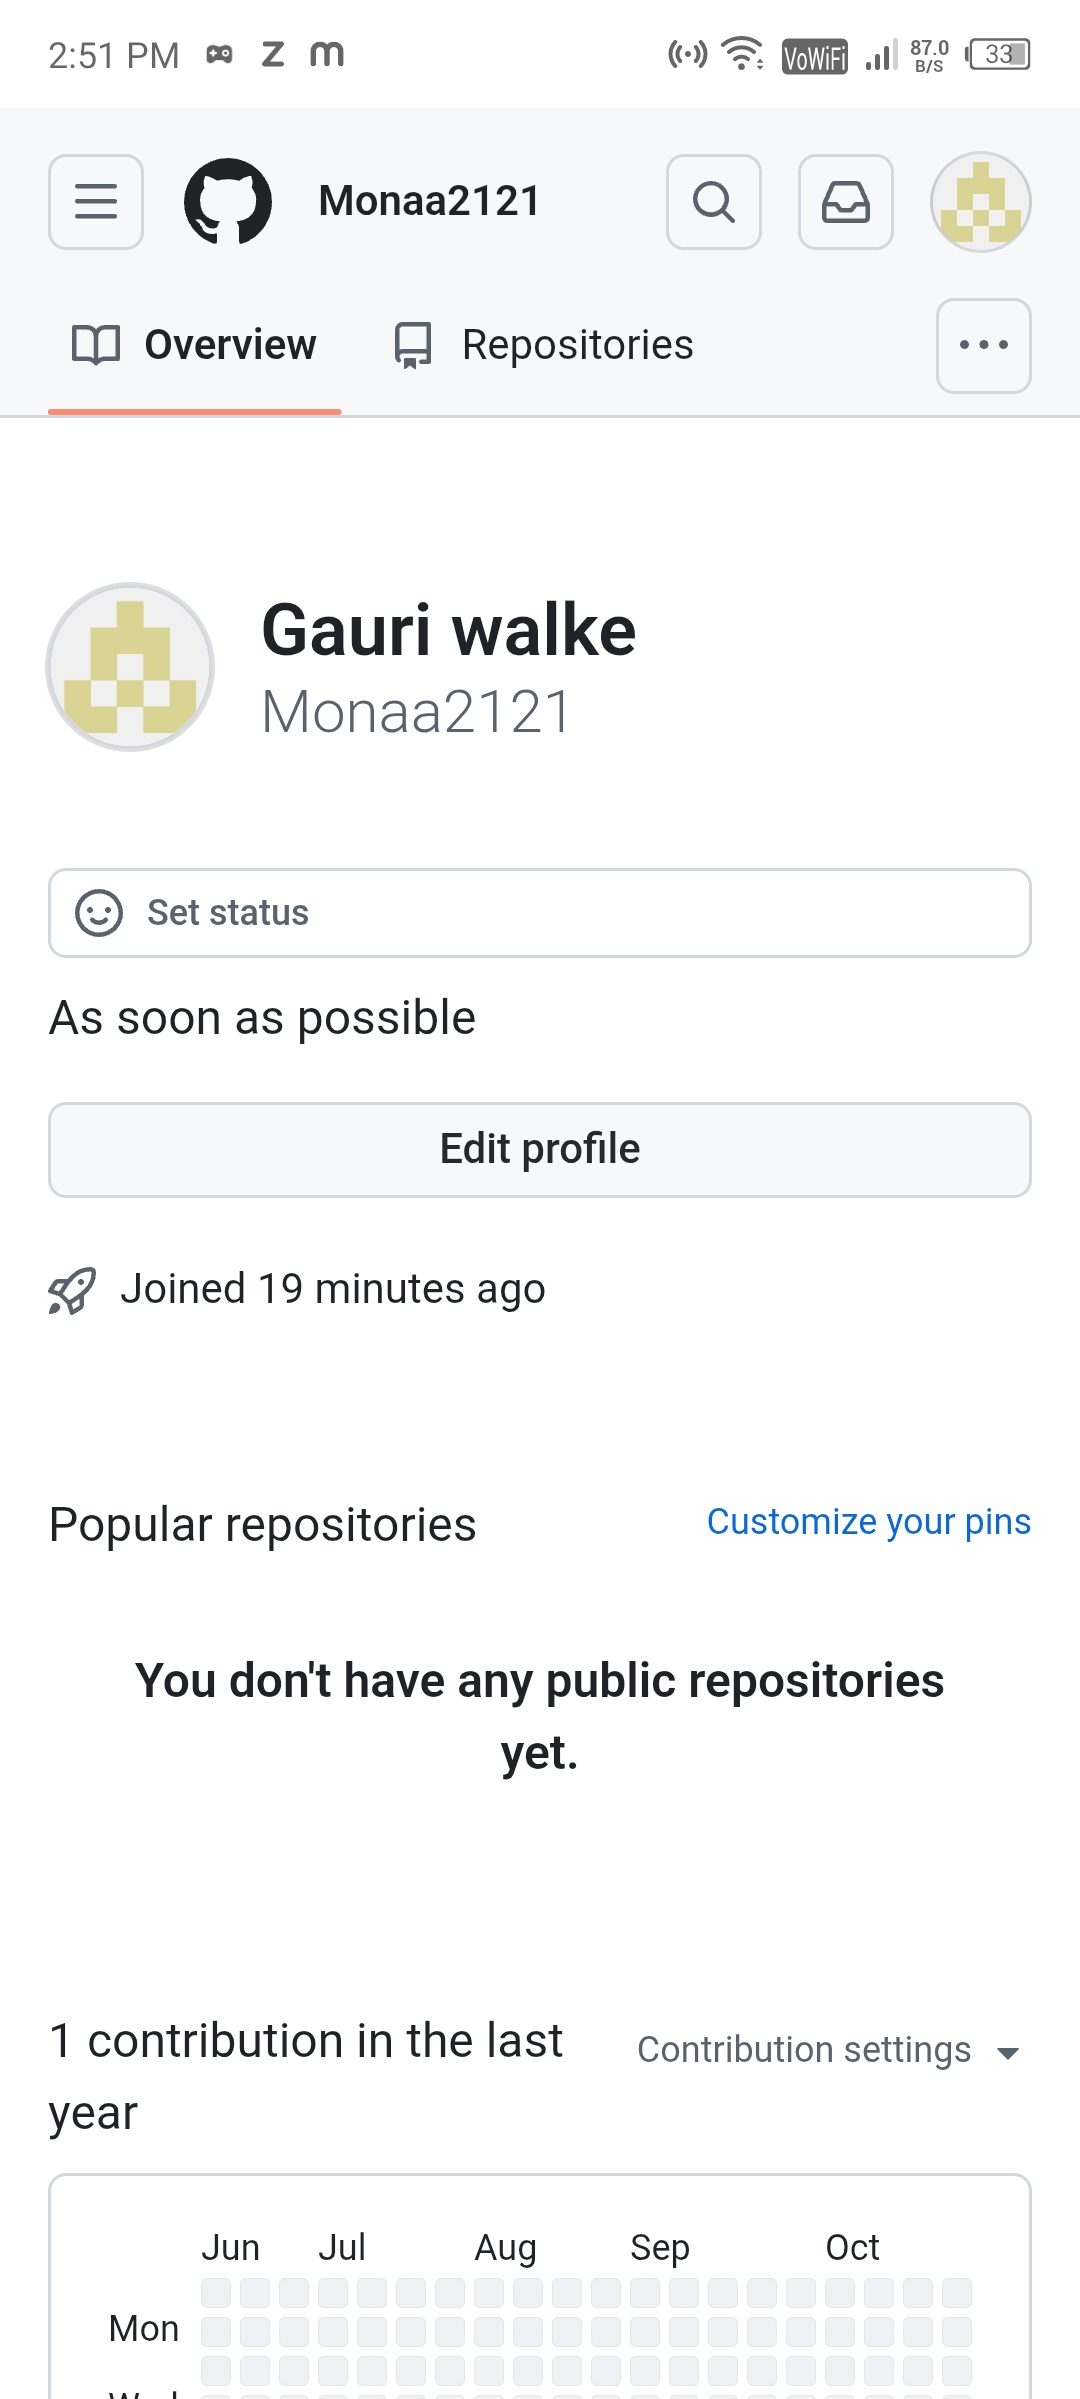 2:51 PM Z m VoWiFi 87.0 B/S 33
Monaa2121
Overview Repositories
Gauri walke
Monaa2121
Set status
As soon as possible
Edit profile
Joined 19 minutes ago
Popular repositories Customize your pins
You don't have any public repositories
yet.
1 contribution in the last
year
Contribution settings
Jun Jul Aug Sep Oct
Mon